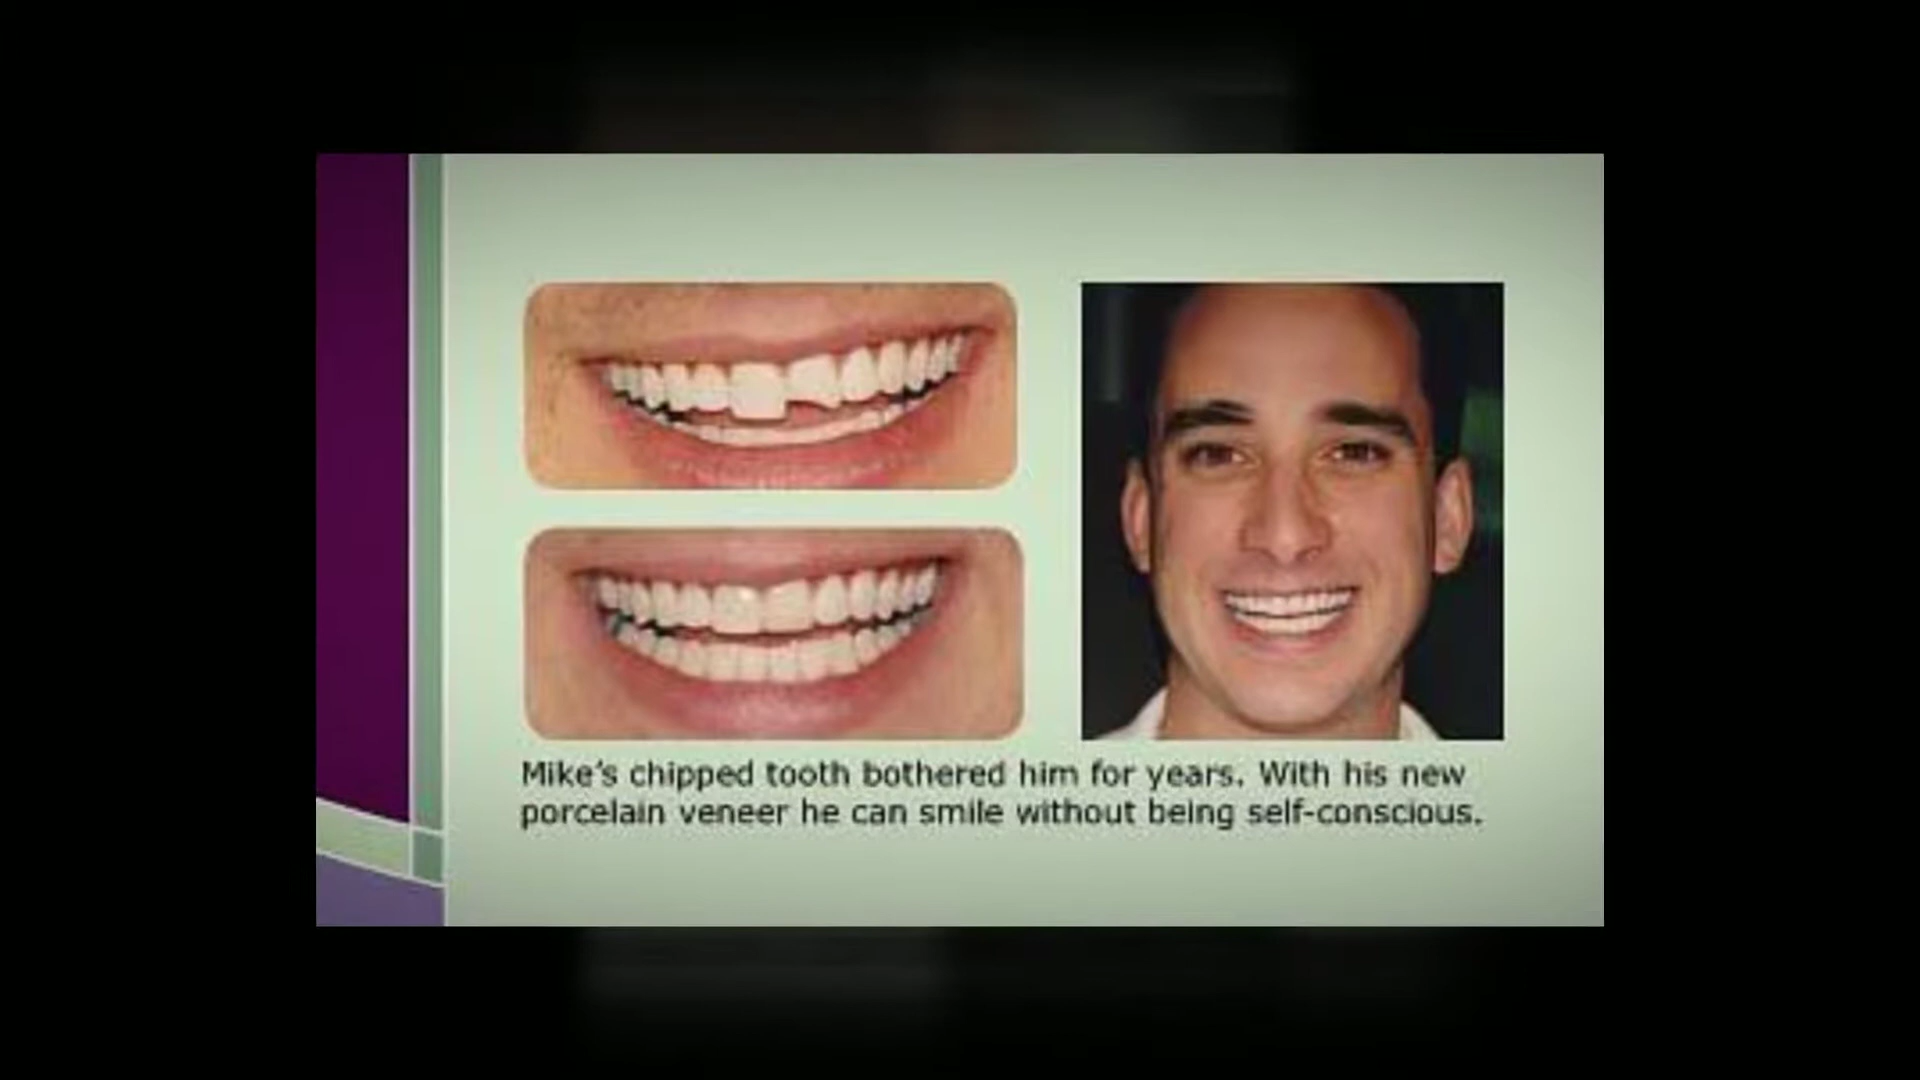 Mike’s chipped tooth bothered him for years. With his new
porcelain veneer he can smile without being self-conscious.